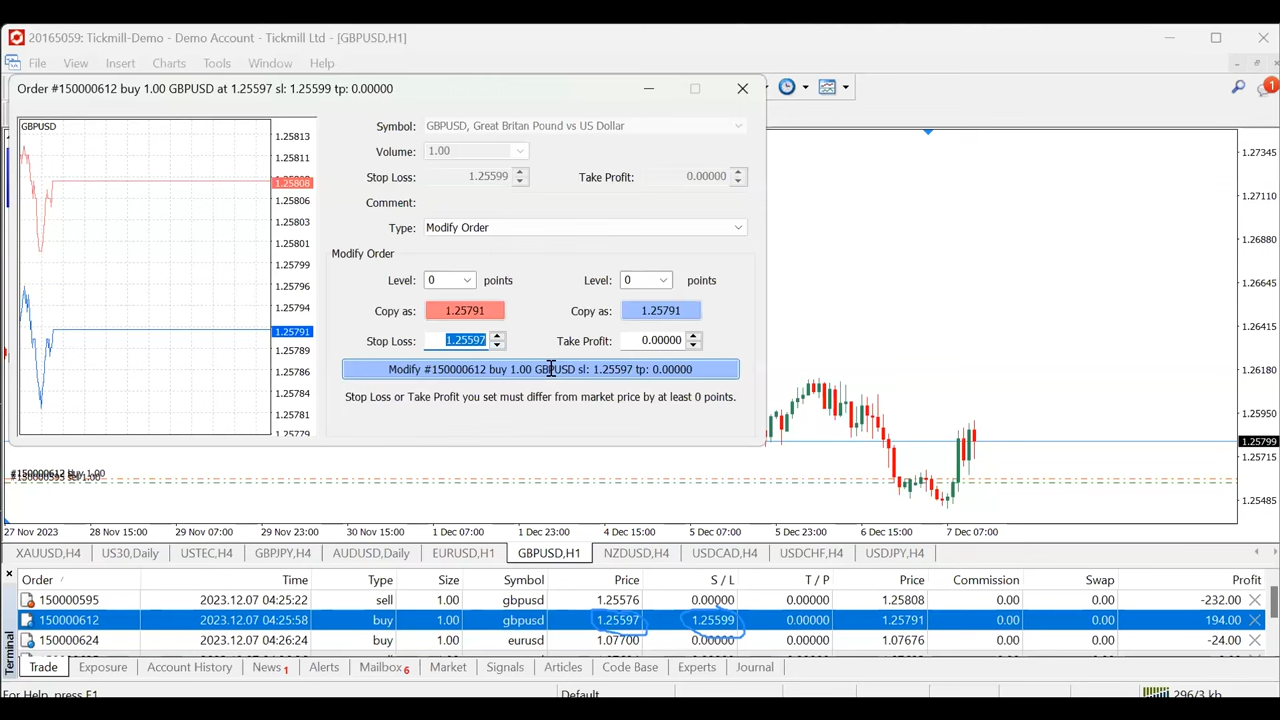 20165059: Tickmill-Demo - Demo Account - Tickmill Ltd - [GBPUSD,H1]
File View Insert Charts Tools Window Help
Order #150000612 buy 1.00 GBPUSD at 1.25597 sl: 1.25599 tp: 0.00000
1
GBPUSD
1.25813
1.25811
1.25808
1.25806
1.25803
1.25801
1.25799
1.25796
1.25794
1.25791
1.25789
1.25786
1.25784
1.25781
1.25779
Symbol: GBPUSD, Great Britan Pound vs US Dollar
Volume: 1.00
Stop Loss: 1.25599 Take Profit: 0.00000
Comment:
Type: Modify Order
Modify Order
Level: 0 points Level: 0 points
Copy as: 1.25791 Copy as: 1.25791
Stop Loss: 1.25597 Take Profit: 0.00000
Modify #150000612 buy 1.00 GBPUSD sl: 1.25597 tp: 0.00000
Stop Loss or Take Profit you set must differ from market price by at least 0 points.
1.27345
1.27110
1.26880
1.26645
1.26415
1.26180
1.25950
1.25799
1.25715
1.25485
#150000612 buy 1.00
#150000595 sell 1.00
27 Nov 2023 28 Nov 15:00 29 Nov 07:00 29 Nov 23:00 30 Nov 15:00 1 Dec 07:00 1 Dec 23:00 4 Dec 15:00 5 Dec 07:00 5 Dec 23:00 6 Dec 15:00 7 Dec 07:00
XAUUSD,H4 US30,Daily USTEC,H4 GBPJPY,H4 AUDUSD,Daily EURUSD,H1 GBPUSD,H1 NZDUSD,H4 USDCAD,H4 USDCHF,H4 USDJPY,H4
Order / Time Type Size Symbol Price S / L T / P Price Commission Swap Profit
150000595 2023.12.07 04:25:22 sell 1.00 gbpusd 1.25576 0.00000 0.00000 1.25808 0.00 0.00 -232.00
150000612 2023.12.07 04:25:58 buy 1.00 gbpusd 1.25597 1.25599 0.00000 1.25791 0.00 0.00 194.00
150000624 2023.12.07 04:26:24 buy 1.00 eurusd 1.07700 0.00000 0.00000 1.07676 0.00 0.00 -24.00
Terminal
Trade Exposure Account History News 1 Alerts Mailbox 6 Market Signals Articles Code Base Experts Journal
For Help, press F1 Default 296/3 kb